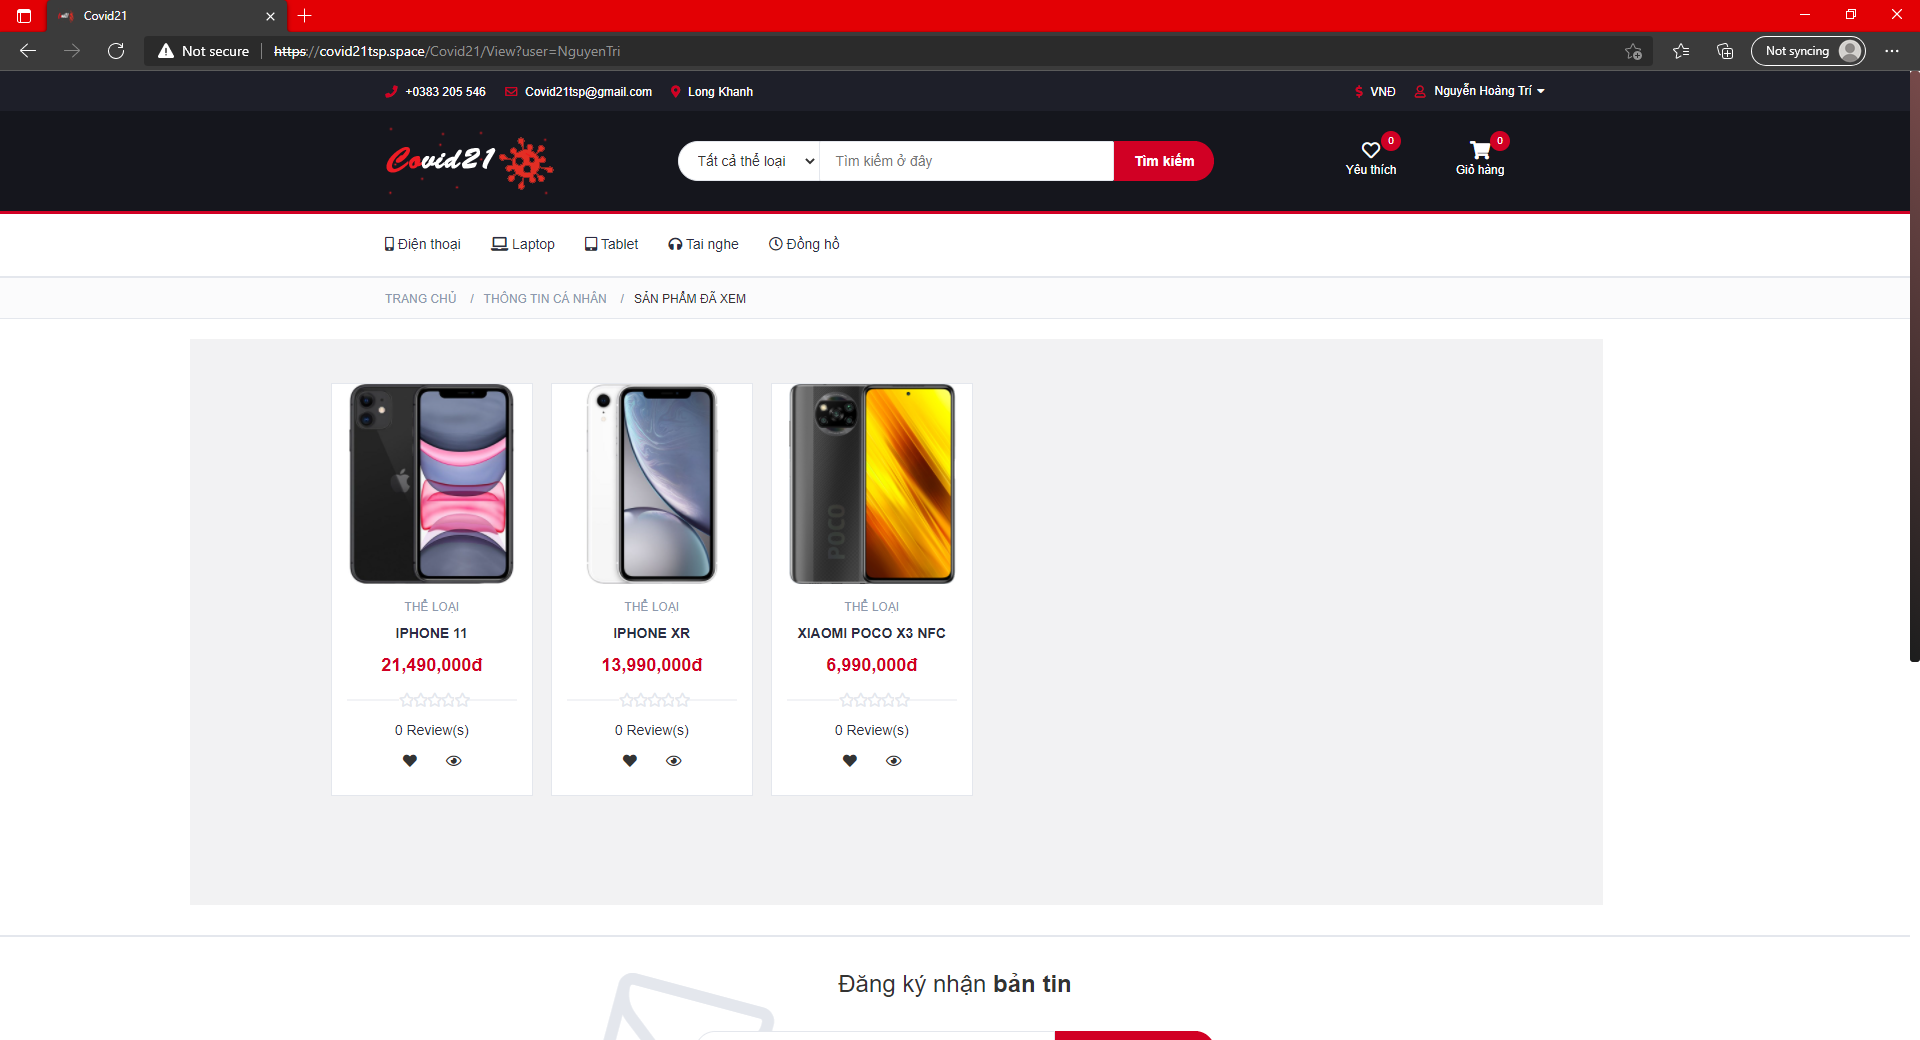 Covid21
Not secure https://covid21tsp.space/Covid21/View?user=NguyenTri Not syncing
+0383 205 546 Covid21tsp@gmail.com Long Khanh VNĐ Nguyễn Hoàng Trí
Covid21 Tất cả thể loại Tìm kiếm ở đây Tìm kiếm 0 0
Yêu thích Giỏ hàng
Điện thoại Laptop Tablet Tai nghe Đồng hồ
TRANG CHỦ / THÔNG TIN CÁ NHÂN / SẢN PHẨM ĐÃ XEM
POCO
THỂ LOẠI THỂ LOẠI THỂ LOẠI
IPHONE 11 IPHONE XR XIAOMI POCO X3 NFC
21,490,000đ 13,990,000đ 6,990,000đ
0 Review(s) 0 Review(s) 0 Review(s)
Đăng ký nhận bản tin